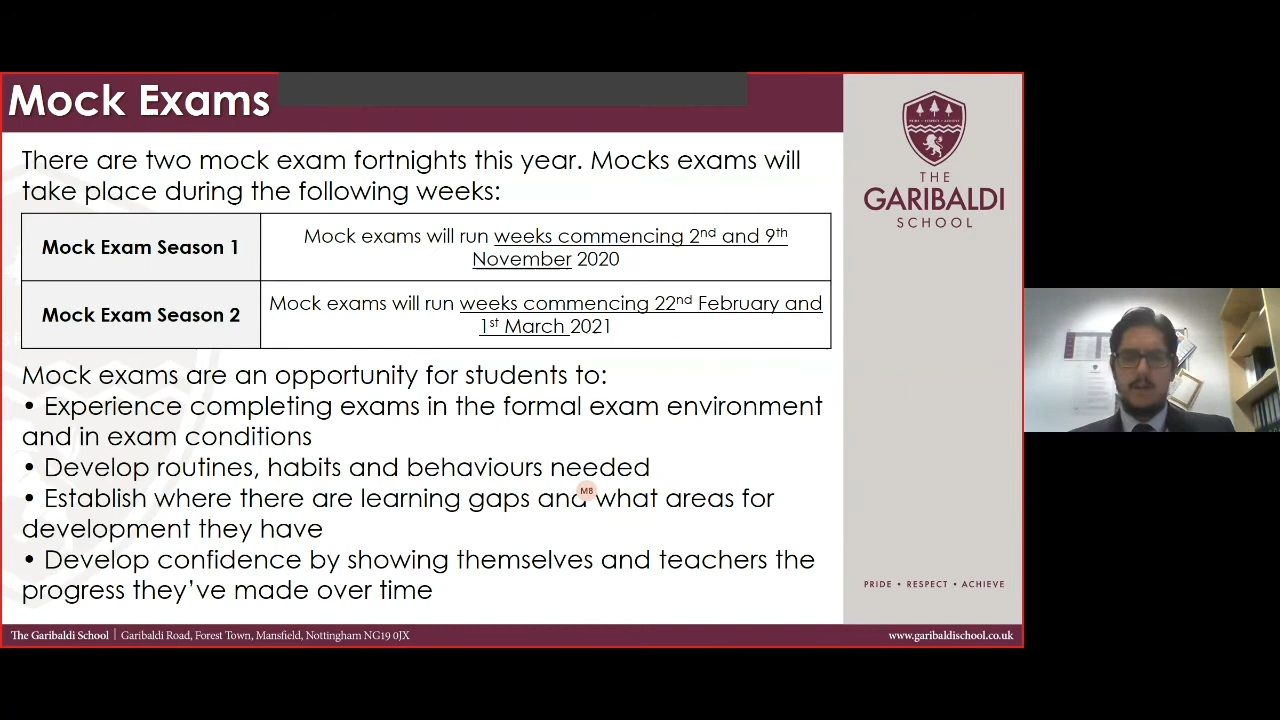 Mock Exams
There are two mock exam fortnights this year. Mocks exams will
take place during the following weeks:
Mock Exam Season 1
Mock exams will run weeks commencing 2nd and 9th
November 2020
Mock Exam Season 2
Mock exams will run weeks commencing 22nd February and
1st March 2021
Mock exams are an opportunity for students to:
• Experience completing exams in the formal exam environment
and in exam conditions
• Develop routines, habits and behaviours needed
• Establish where there are learning gaps and what areas for
development they have
• Develop confidence by showing themselves and teachers the
progress they've made over time
MB
PRIDE • RESPECT • ACHIEVE
THE
GARIBALDI
SCHOOL
PRIDE • RESPECT • ACHIEVE
The Garibaldi School | Garibaldi Road, Forest Town, Mansfield, Nottingham NG19 0JX
www.garibaldischool.co.uk